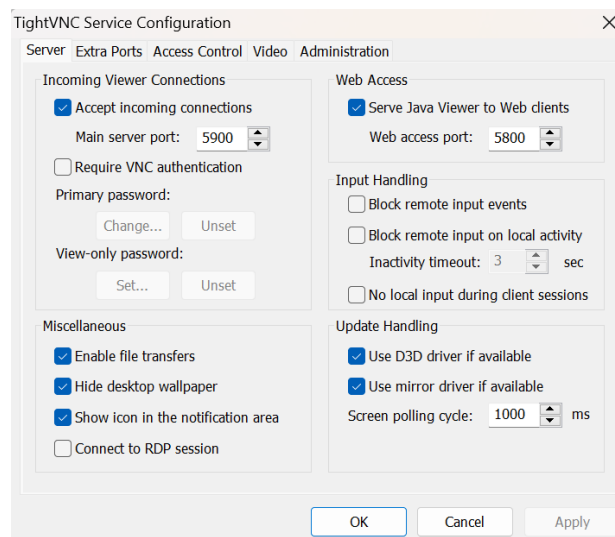 TightVNC Service Configuration
Server Extra Ports Access Control Video Administration
Incoming Viewer Connections
Accept incoming connections
Main server port: 5900
Require VNC authentication
Primary password:
Change... Unset
View-only password:
Set... Unset
Miscellaneous
Enable file transfers
Hide desktop wallpaper
Show icon in the notification area
Connect to RDP session
Web Access
Serve Java Viewer to Web clients
Web access port: 5800
Input Handling
Block remote input events
Block remote input on local activity
Inactivity timeout: 3 sec
No local input during client sessions
Update Handling
Use D3D driver if available
Use mirror driver if available
Screen polling cycle: 1000 ms
OK Cancel Apply